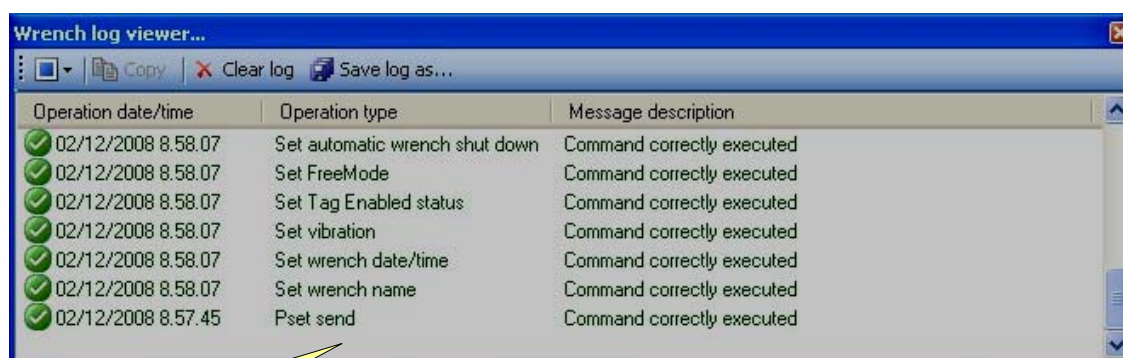 Wrench log viewer...
Copy Clear log Save log as...
Operation date/time Operation type Message description
02/12/2008 8.58.07 Set automatic wrench shut down Command correctly executed
02/12/2008 8.58.07 Set FreeMode Command correctly executed
02/12/2008 8.58.07 Set Tag Enabled status Command correctly executed
02/12/2008 8.58.07 Set vibration Command correctly executed
02/12/2008 8.58.07 Set wrench date/time Command correctly executed
02/12/2008 8.58.07 Set wrench name Command correctly executed
02/12/2008 8.57.45 Pset send Command correctly executed